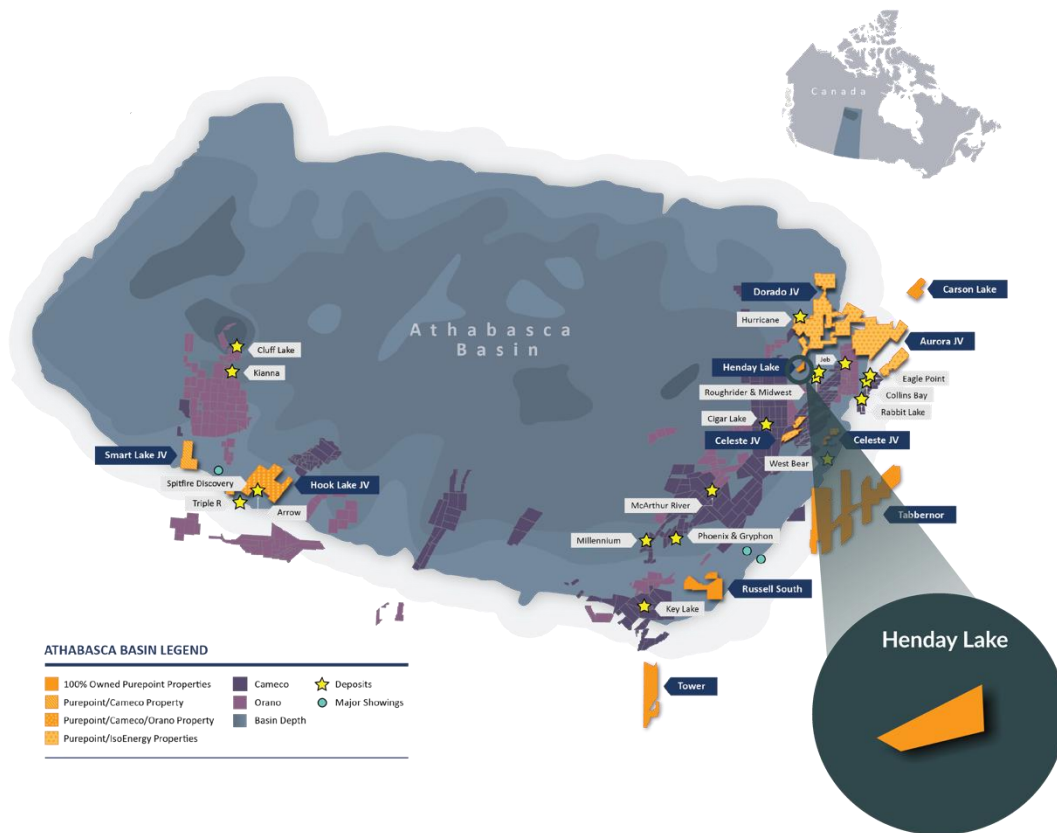 Canada
Athabasca
Basin
Dorado JV
Carson Lake
Hurricane
Aurora JV
Cluff Lake
Jeb
Henday Lake
Kianna
Eagle Point
Roughrider & Midwest
Collins Bay
Rabbit Lake
Cigar Lake
Celeste JV
Celeste JV
Smart Lake JV
West Bear
Spitfire Discovery
Hook Lake JV
Triple R
Arrow
McArthur River
Tabbernor
Millennium
Phoenix & Gryphon
Russell South
Key Lake
Henday Lake
Tower
ATHABASCA BASIN LEGEND
100% Owned Purepoint Properties
Purepoint/Cameco Property
Purepoint/Cameco/Orano Property
Purepoint/IsoEnergy Properties
Cameco
Orano
Basin Depth
Deposits
Major Showings